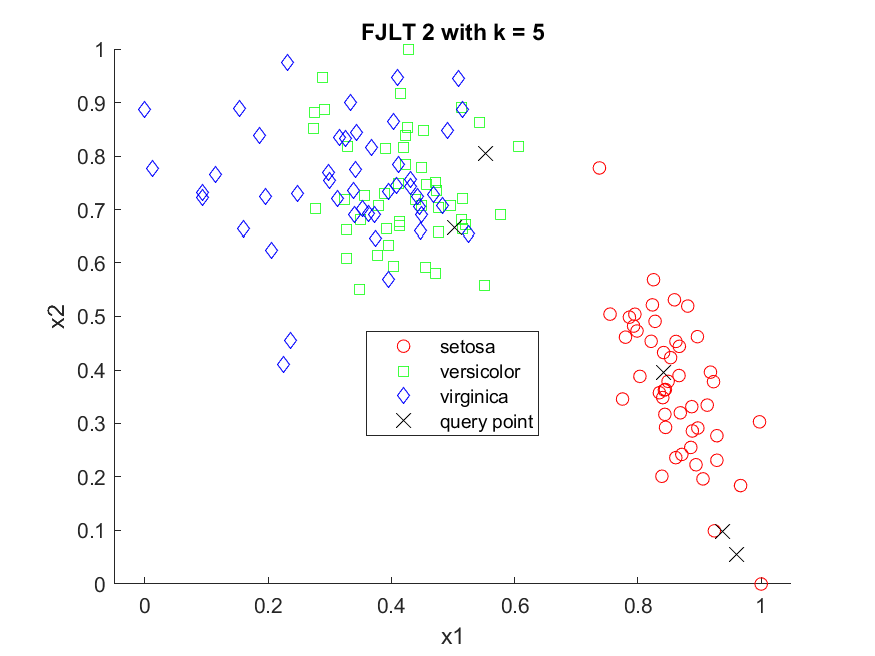 FJLT 2 with k = 5
1
0.9
0.8
0.7
0.6
0.5
0.4
0.3
0.2
0.1
0
x2
setosa
versicolor
virginica
query point
0 0.2 0.4 0.6 0.8 1
x1